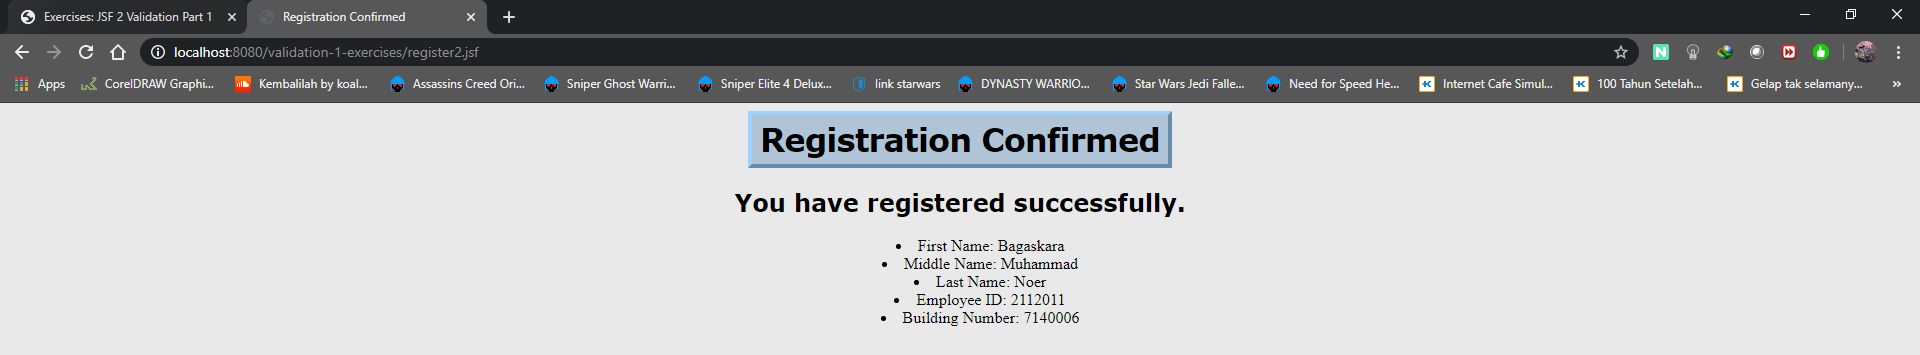 Exercises: JSF 2 Validation Part 1
Registration Confirmed
localhost:8080/validation-1-exercises/register2.jsf
Apps
CorelDRAW Graphi...
Kembalilah by koal...
Assassins Creed Ori...
Sniper Ghost Warri...
Sniper Elite 4 Delux...
link starwars
DYNASTY WARRIO...
Star Wars Jedi Falle...
Need for Speed He...
Internet Cafe Simul...
100 Tahun Setelah...
Gelap tak selamany...
Registration Confirmed
You have registered successfully.
• First Name: Bagaskara
• Middle Name: Muhammad
• Last Name: Noer
• Employee ID: 2112011
• Building Number: 7140006